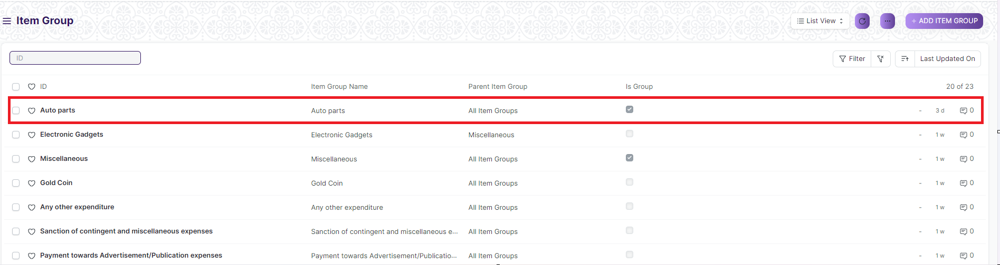 Item Group
List View
...
+ ADD ITEM GROUP
ID
Filter
Last Updated On
ID Item Group Name Parent Item Group Is Group 20 of 23
Auto parts Auto parts All Item Groups - 3 d 0
Electronic Gadgets Electronic Gadgets Miscellaneous - 1 w 0
Miscellaneous Miscellaneous All Item Groups - 1 w 0
Gold Coin Gold Coin All Item Groups - 1 w 0
Any other expenditure Any other expenditure All Item Groups - 1 w 0
Sanction of contingent and miscellaneous expenses Sanction of contingent and miscellaneous e... All Item Groups - 1 w 0
Payment towards Advertisement/Publication expenses Payment towards Advertisement/Publicatio... All Item Groups - 1 w 0